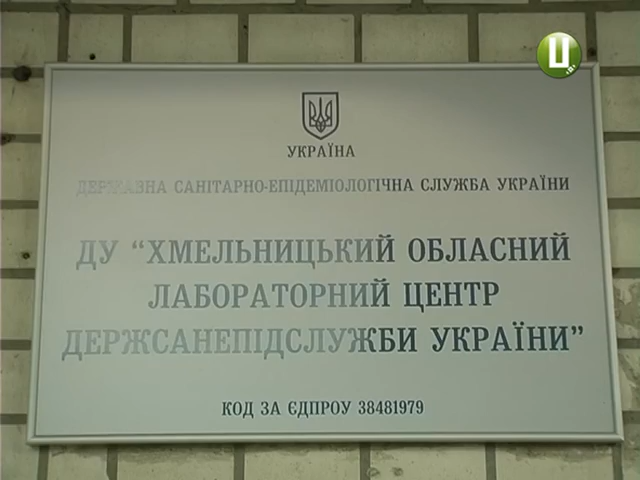 Ц
УКРАЇНА
ДЕРЖАВНА САНІТАРНО-ЕПІДЕМІОЛОГІЧНА СЛУЖБА УКРАЇНИ
ДУ “ХМЕЛЬНИЦЬКИЙ ОБЛАСНИЙ
ЛАБОРАТОРНИЙ ЦЕНТР
ДЕРЖСАНЕПІДСЛУЖБИ УКРАЇНИ”
КОД ЗА ЄДПРОУ 38481979